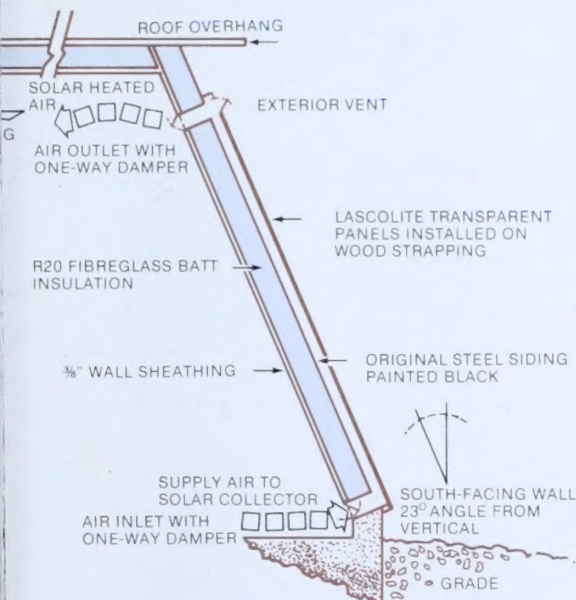 ROOF OVERHANG
SOLAR HEATED
AIR
G
EXTERIOR VENT
AIR OUTLET WITH
ONE-WAY DAMPER
LASCOLITE TRANSPARENT
PANELS INSTALLED ON
WOOD STRAPPING
R20 FIBREGLASS BATT
INSULATION
ORIGINAL STEEL SIDING
PAINTED BLACK
⅜" WALL SHEATHING
SUPPLY AIR TO
SOLAR COLLECTOR
AIR INLET WITH
ONE-WAY DAMPER
SOUTH-FACING WALL
23° ANGLE FROM
VERTICAL
GRADE